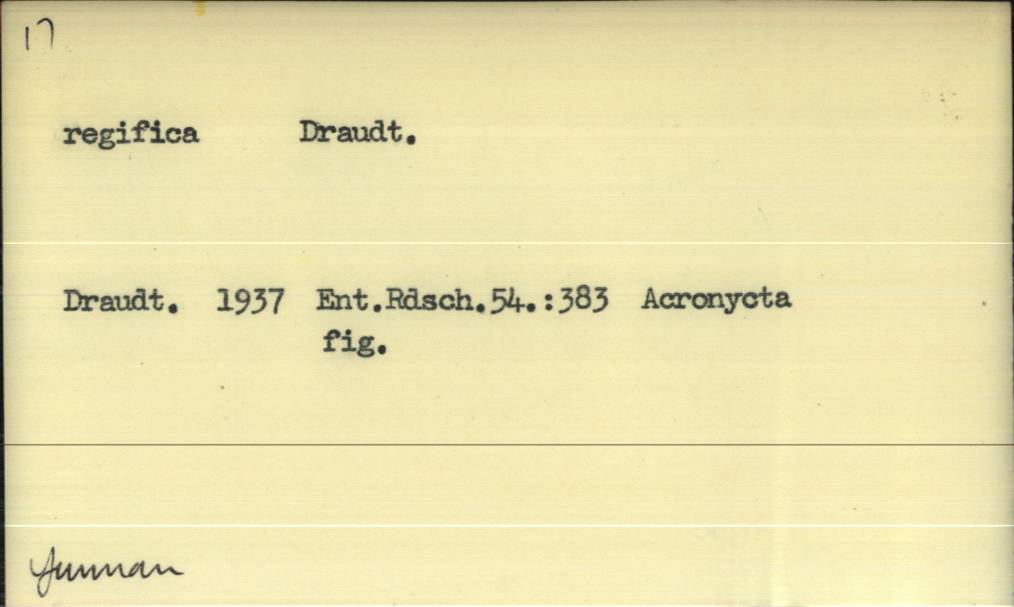 17
regifica Draudt.
Draudt. 1937 Ent.Rdsch.54.:383 Acronycta
fig.
Yunnan